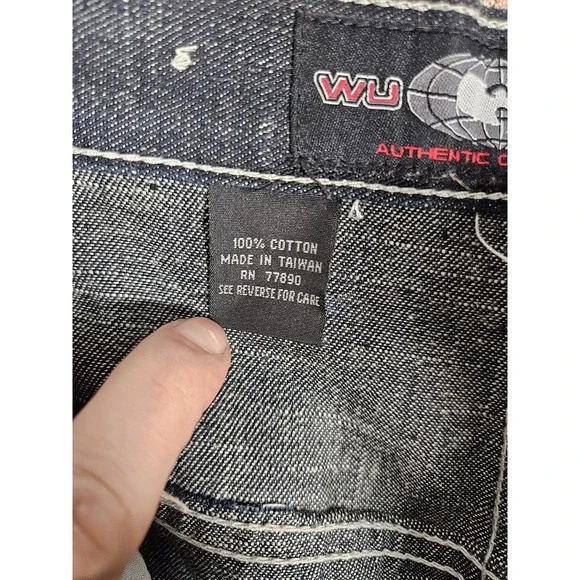 WU
AUTHENTIC
100% COTTON
MADE IN TAIWAN
RN 77890
SEE REVERSE FOR CARE